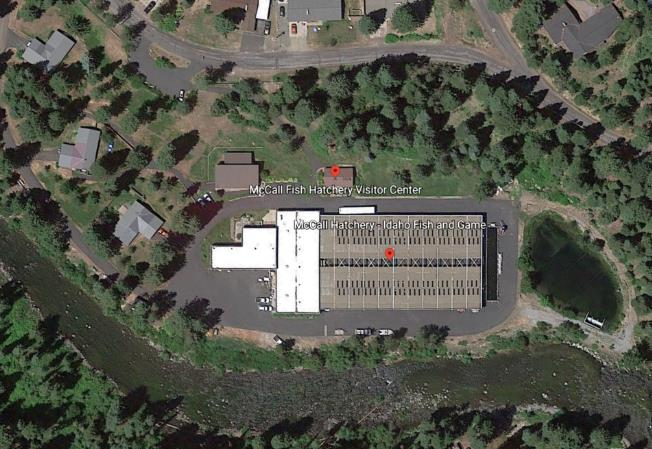 McCall Fish Hatchery Visitor Center
McCall Hatchery - Idaho Fish and Game